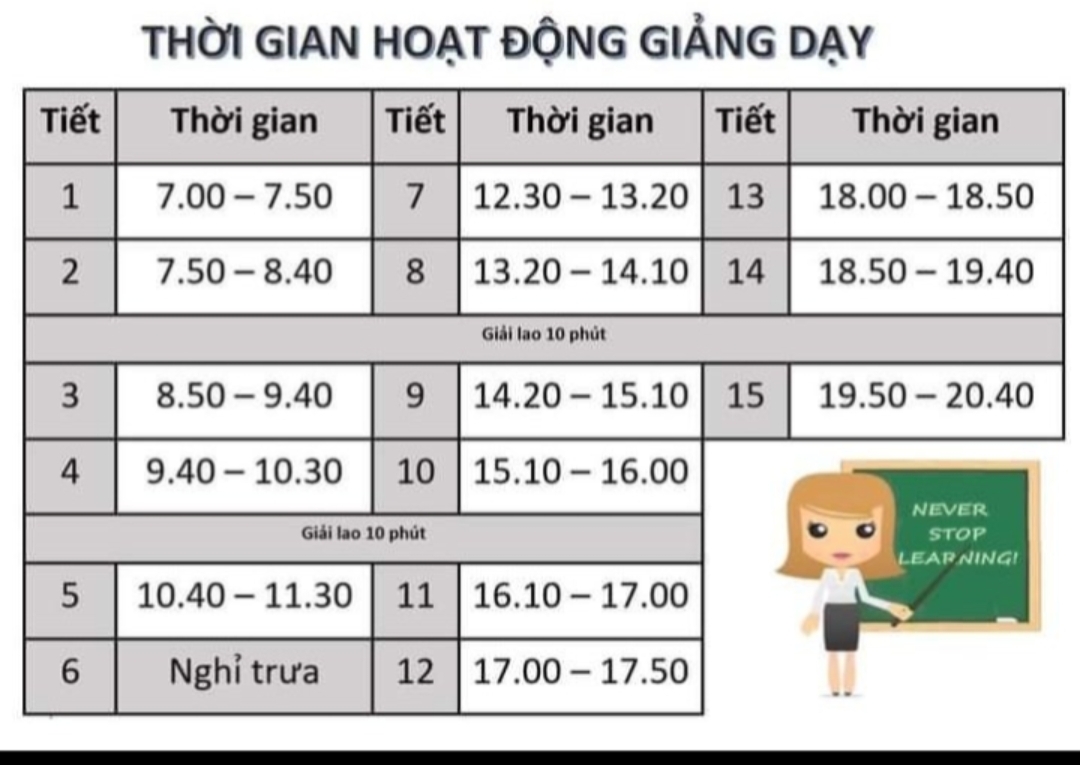 THỜI GIAN HOẠT ĐỘNG GIẢNG DẠY
Tiết Thời gian Tiết Thời gian Tiết Thời gian
1 7.00 – 7.50 7 12.30 – 13.20 13 18.00 – 18.50
2 7.50 – 8.40 8 13.20 – 14.10 14 18.50 – 19.40
Giải lao 10 phút
3 8.50 – 9.40 9 14.20 – 15.10 15 19.50 – 20.40
4 9.40 – 10.30 10 15.10 – 16.00
Giải lao 10 phút
5 10.40 – 11.30 11 16.10 – 17.00
6 Nghỉ trưa 12 17.00 – 17.50
NEVER
STOP
LEARNING!